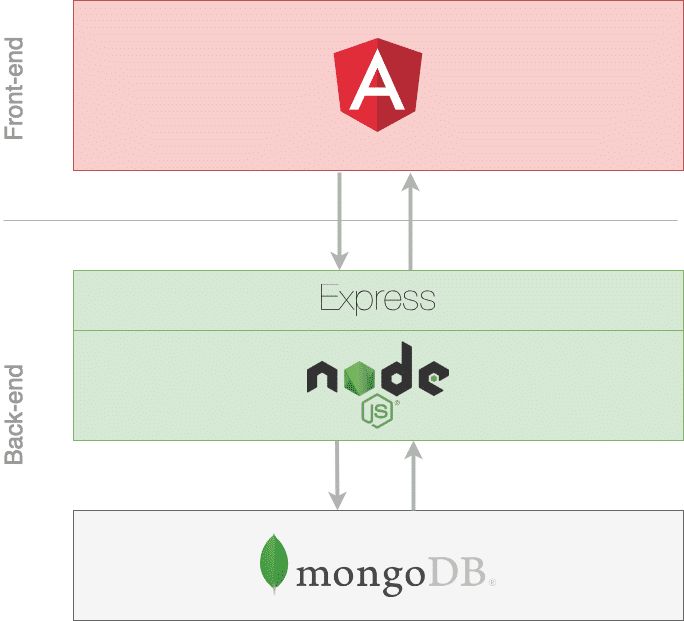 Front-end
A
Express
node
JS®
Back-end
mongoDB®